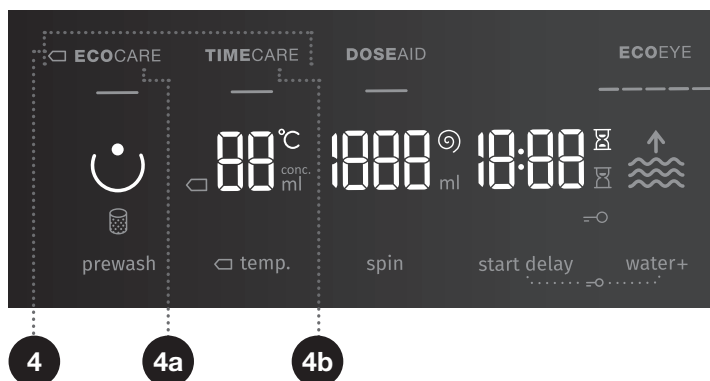 ECOCARE TIMECARE DOSEAID ECOEYE
88 °C conc. ml 1888 ml 18:88
prewash temp. spin start delay water+
4 4a 4b